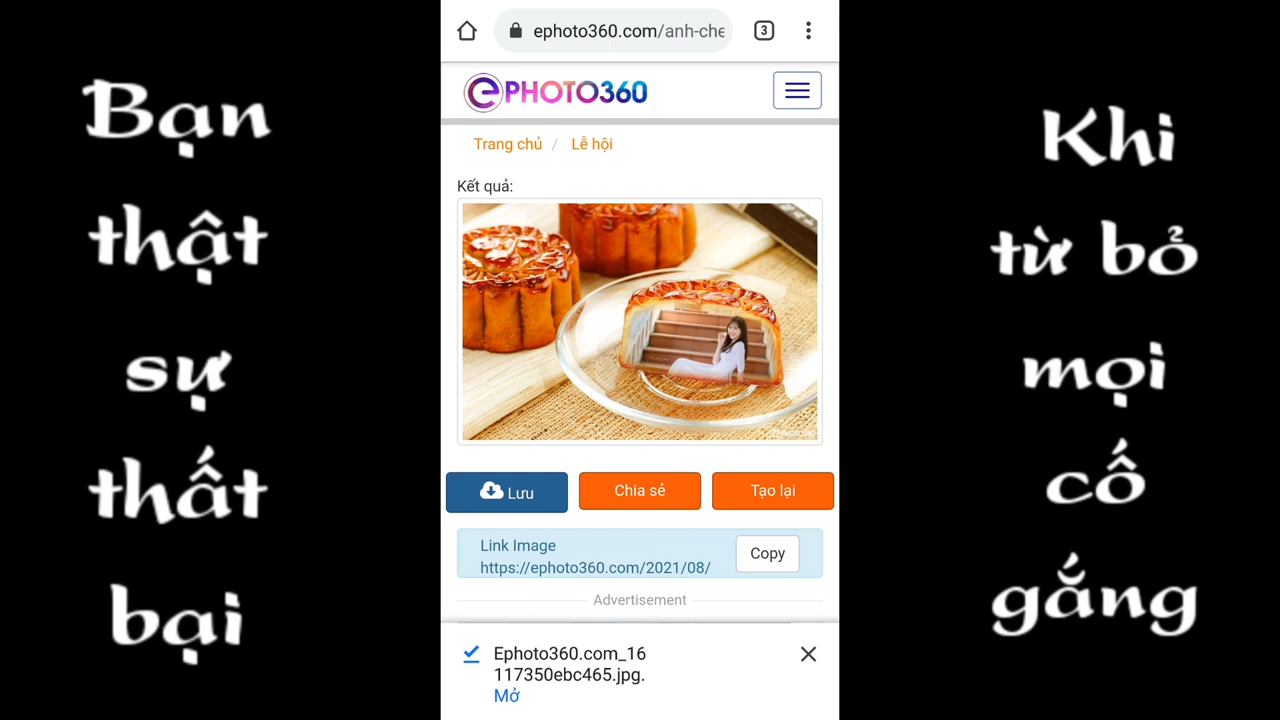 Bạn
thật
sự
thất
bại
ephoto360.com/anh-che
3
ePHOTO360
Trang chủ / Lễ hội
Kết quả:
Lưu
Chia sẻ
Tạo lại
Link Image
https://ephoto360.com/2021/08/
Copy
Advertisement
Ephoto360.com_16
117350ebc465.jpg.
Mở
Khi
từ bỏ
mọi
cố
gắng